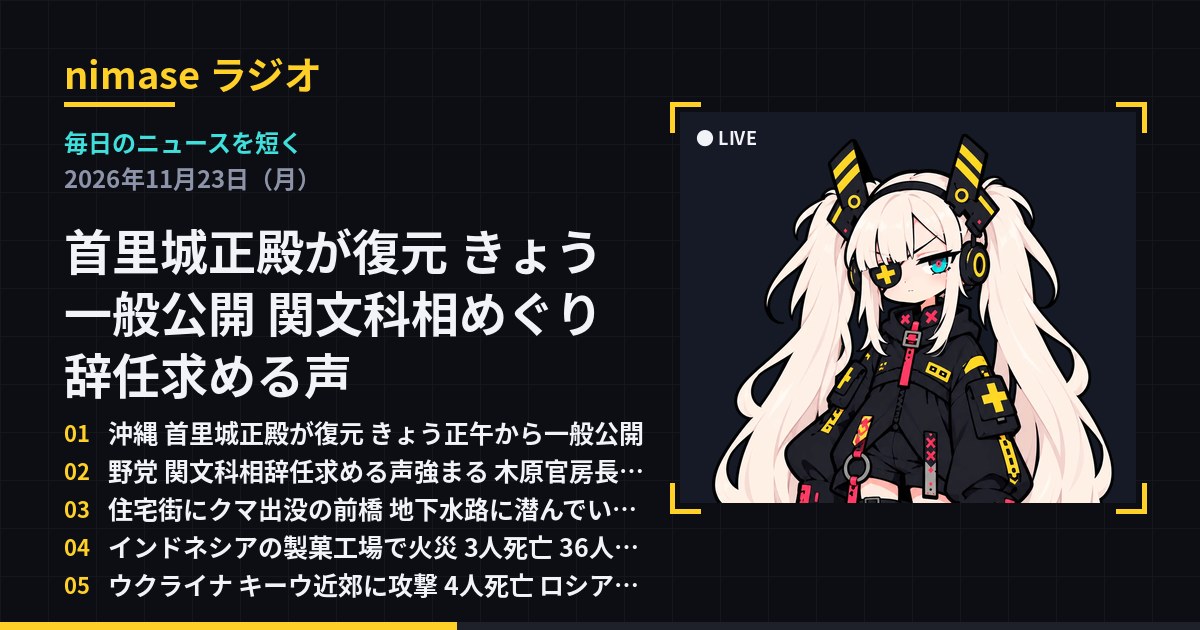 nimase ラジオ
毎日のニュースを短く
2026年11月23日（月）
首里城正殿が復元 きょう
一般公開 関文科相めぐり
辞任求める声
01 沖縄 首里城正殿が復元 きょう正午から一般公開
02 野党 関文科相辞任求める声強まる 木原官房長…
03 住宅街にクマ出没の前橋 地下水路に潜んでい…
04 インドネシアの製菓工場で火災 3人死亡 36人…
05 ウクライナ キーウ近郊に攻撃 4人死亡 ロシア…
LIVE